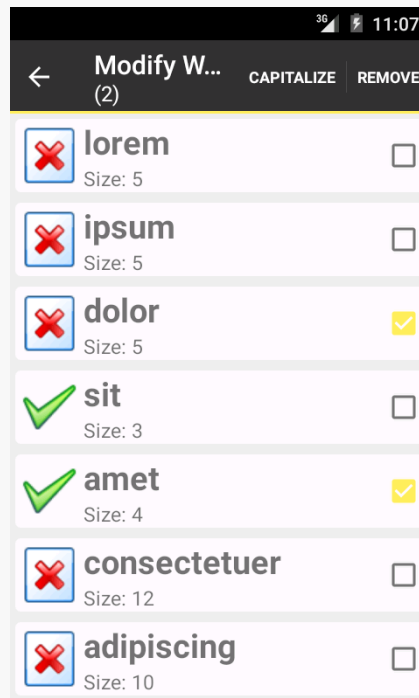 3G 11:07
Modify W... CAPITALIZE REMOVE
(2)
lorem
Size: 5
ipsum
Size: 5
dolor
Size: 5
sit
Size: 3
amet
Size: 4
consectetuer
Size: 12
adipiscing
Size: 10